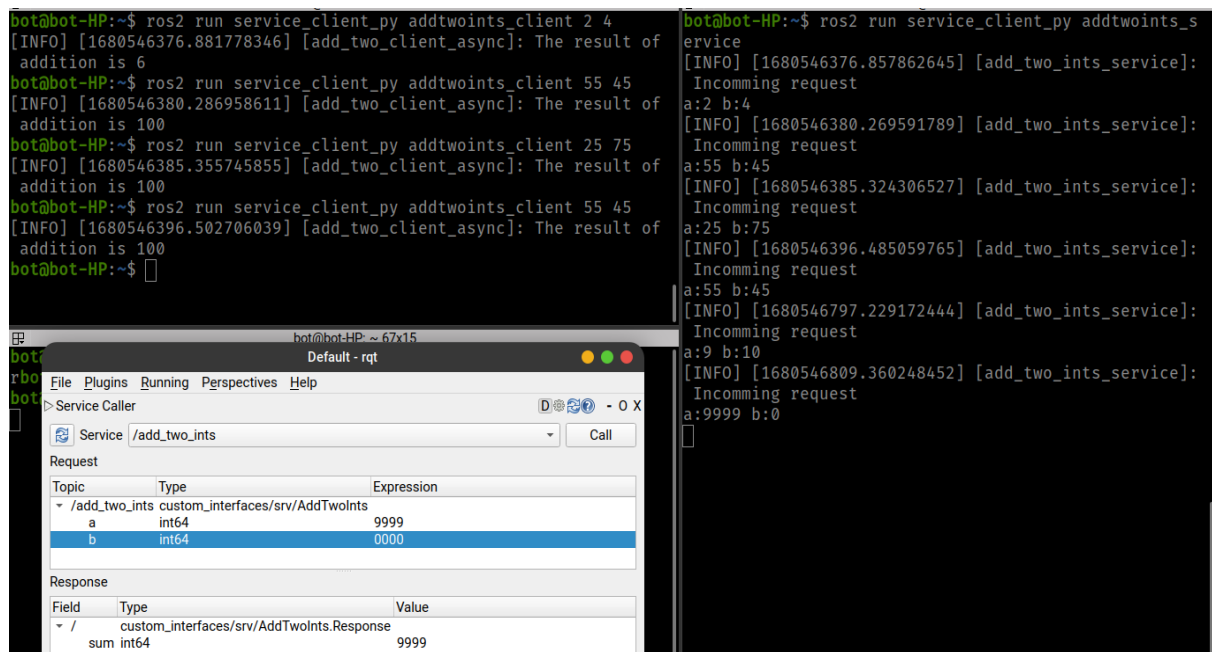 bot@bot-HP:~$ ros2 run service_client_py addtwoints_client 2 4
[INFO] [1680546376.881778346] [add_two_client_async]: The result of
 addition is 6
bot@bot-HP:~$ ros2 run service_client_py addtwoints_client 55 45
[INFO] [1680546380.286958611] [add_two_client_async]: The result of
 addition is 100
bot@bot-HP:~$ ros2 run service_client_py addtwoints_client 25 75
[INFO] [1680546385.355745855] [add_two_client_async]: The result of
 addition is 100
bot@bot-HP:~$ ros2 run service_client_py addtwoints_client 55 45
[INFO] [1680546396.502706039] [add_two_client_async]: The result of
 addition is 100
bot@bot-HP:~$
bot@bot-HP: ~ 67x15
Default - rqt
File Plugins Running Perspectives Help
Service Caller D - O X
Service /add_two_ints Call
Request
Topic Type Expression
/add_two_ints custom_interfaces/srv/AddTwoInts
a int64 9999
b int64 0000
Response
Field Type Value
/ custom_interfaces/srv/AddTwoInts.Response
sum int64 9999
bot@bot-HP:~$ ros2 run service_client_py addtwoints_s
ervice
[INFO] [1680546376.857862645] [add_two_ints_service]:
 Incomming request
a:2 b:4
[INFO] [1680546380.269591789] [add_two_ints_service]:
 Incomming request
a:55 b:45
[INFO] [1680546385.324306527] [add_two_ints_service]:
 Incomming request
a:25 b:75
[INFO] [1680546396.485059765] [add_two_ints_service]:
 Incomming request
a:55 b:45
[INFO] [1680546797.229172444] [add_two_ints_service]:
 Incomming request
a:9 b:10
[INFO] [1680546809.360248452] [add_two_ints_service]:
 Incomming request
a:9999 b:0